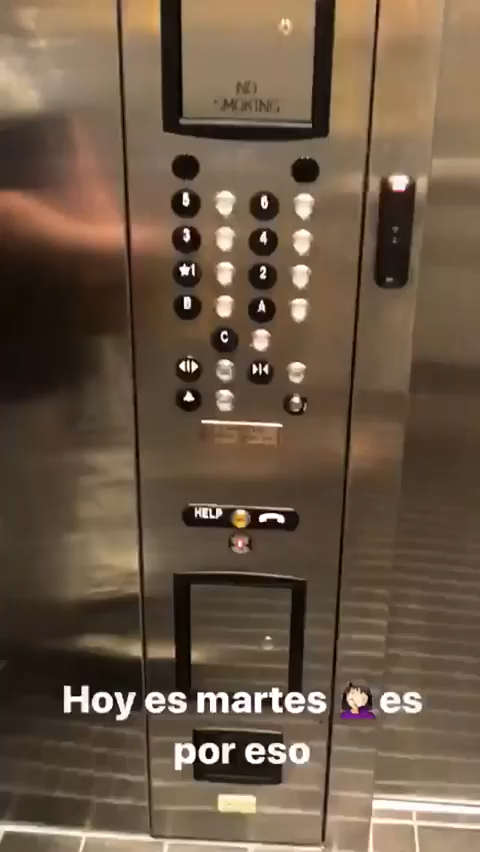 NO
SMOKING
5 6
3 4
★1 2
B A
C
HELP
Hoy es martes 🤦🏻‍♀️es
por eso